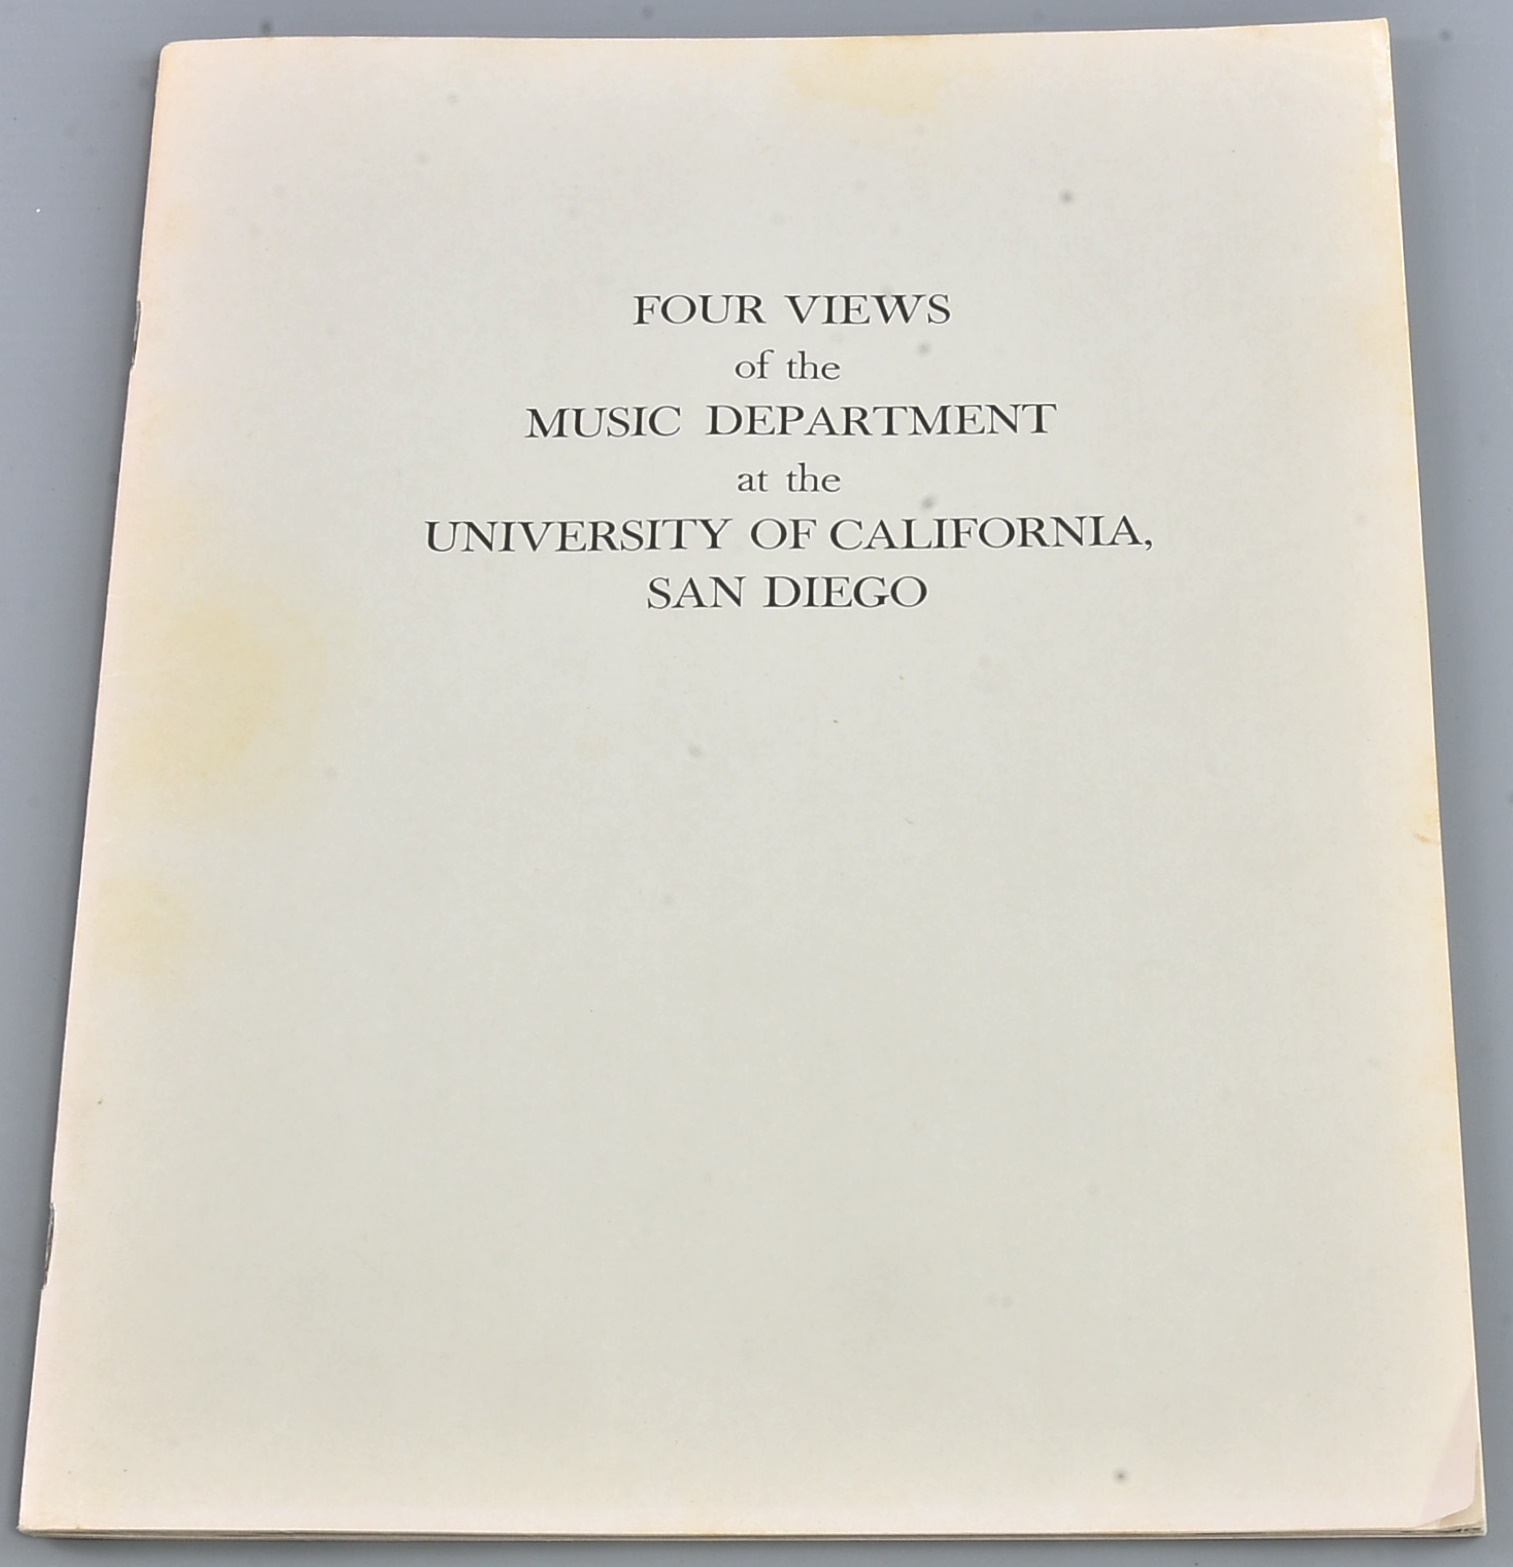 FOUR VIEWS
of the
MUSIC DEPARTMENT
at the
UNIVERSITY OF CALIFORNIA,
SAN DIEGO